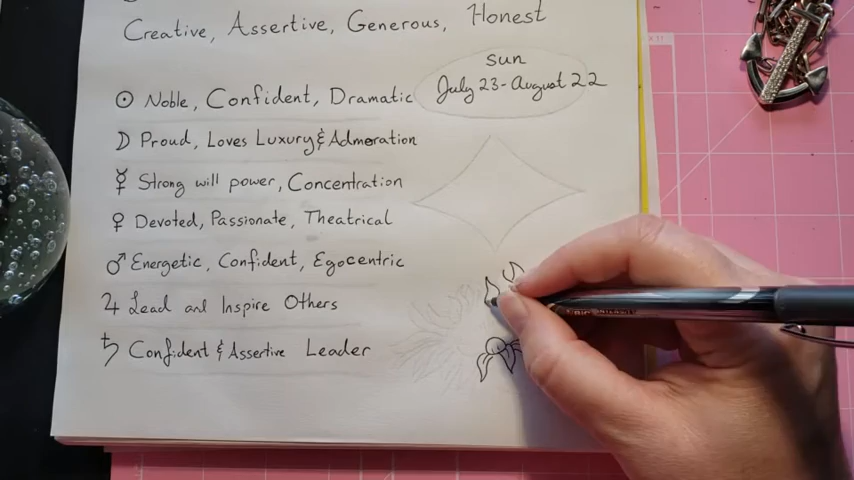 Creative, Assertive, Generous, Honest
sun
July 23 - August 22
☉ Noble, Confident, Dramatic
☽ Proud, Loves Luxury & Admoration
☿ Strong will power, Concentration
♀ Devoted, Passionate, Theatrical
♂ Energetic, Confident, Egocentric
♃ Lead and Inspire Others
♄ Confident & Assertive Leader